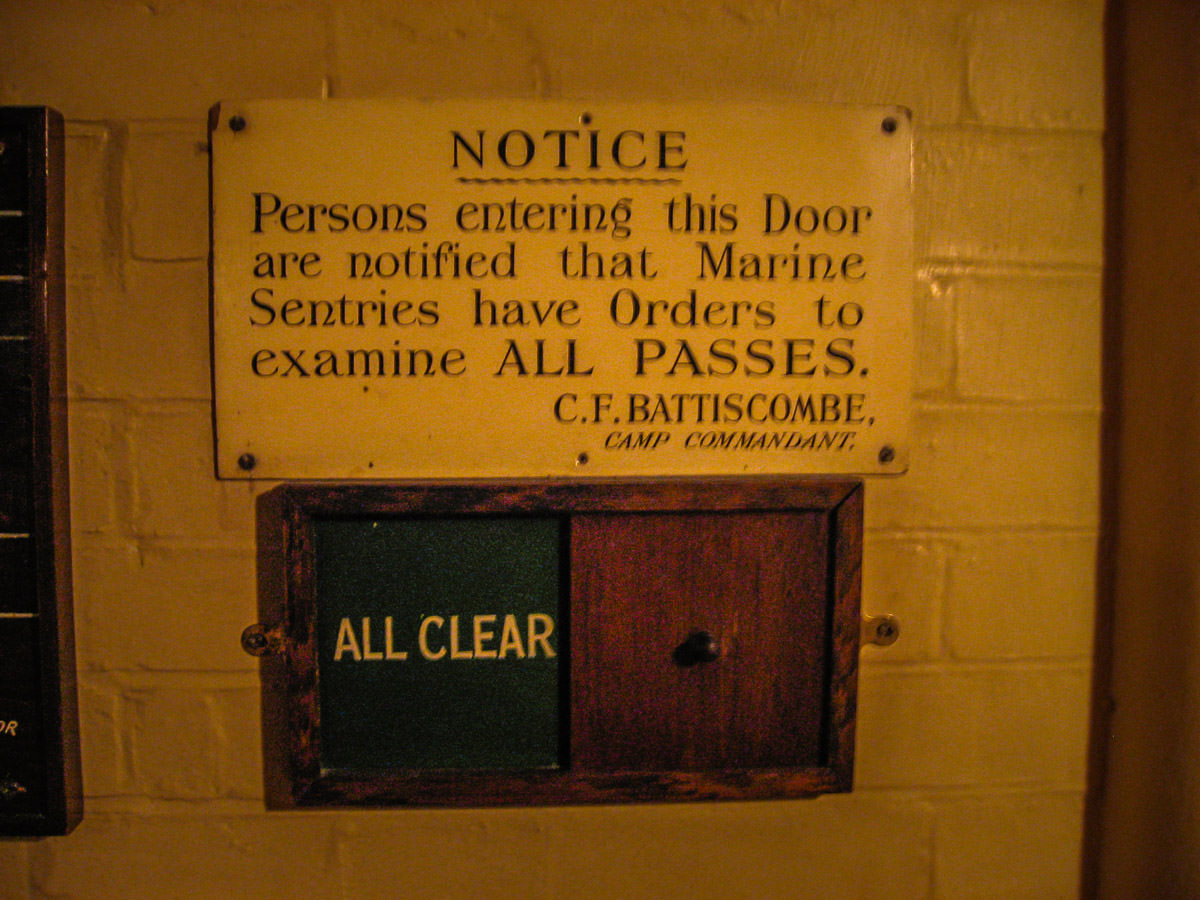 NOTICE
Persons entering this Door
are notified that Marine
Sentries have Orders to
examine ALL PASSES.
C.F. BATTISCOMBE,
CAMP COMMANDANT.
ALL CLEAR